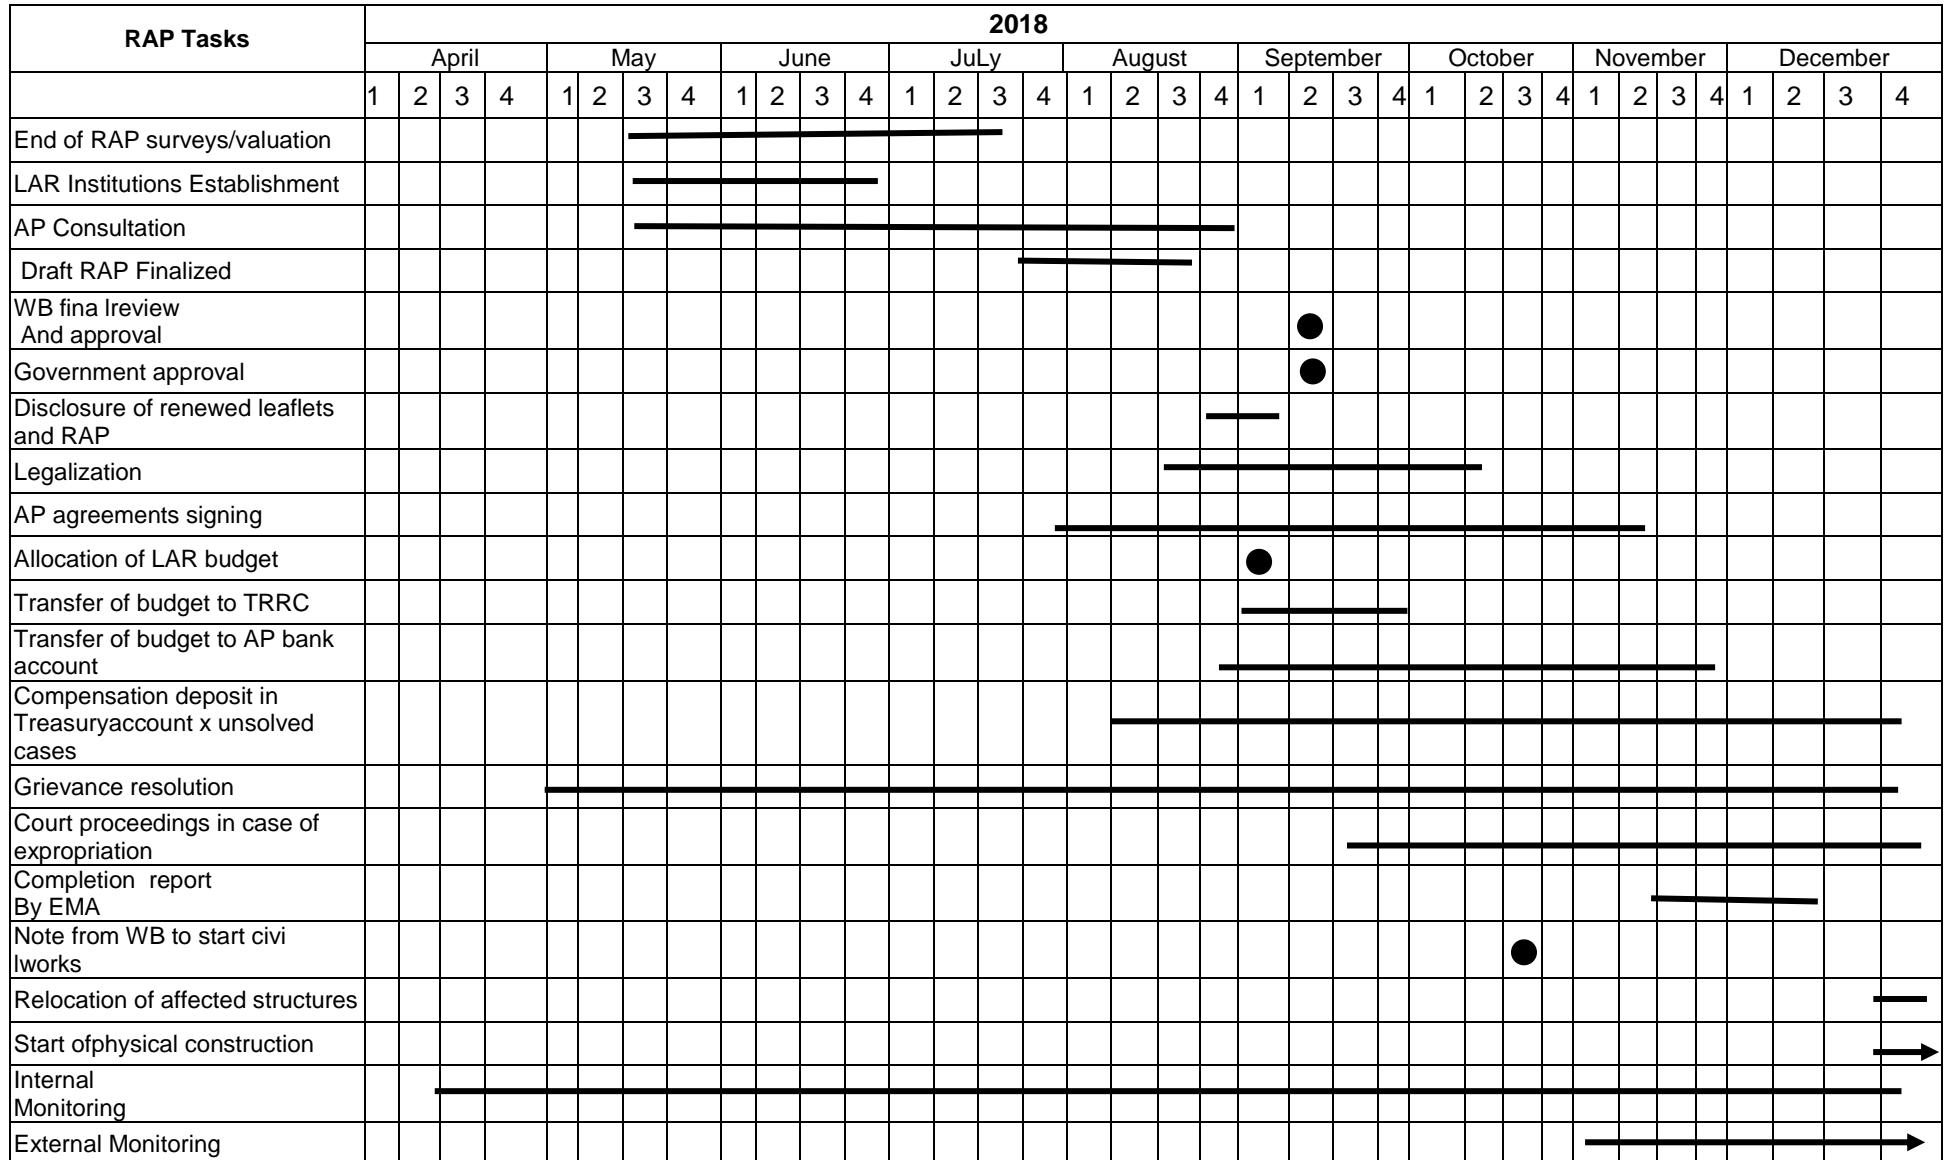 RAP Tasks
2018
April May June JuLy August September October November December
1 2 3 4 1 2 3 4 1 2 3 4 1 2 3 4 1 2 3 4 1 2 3 4 1 2 3 4 1 2 3 4 1 2 3 4
End of RAP surveys/valuation
LAR Institutions Establishment
AP Consultation
Draft RAP Finalized
WB fina lreview
And approval
Government approval
Disclosure of renewed leaflets
and RAP
Legalization
AP agreements signing
Allocation of LAR budget
Transfer of budget to TRRC
Transfer of budget to AP bank
account
Compensation deposit in
Treasuryaccount x unsolved
cases
Grievance resolution
Court proceedings in case of
expropriation
Completion report
By EMA
Note from WB to start civi
lworks
Relocation of affected structures
Start ofphysical construction
Internal
Monitoring
External Monitoring